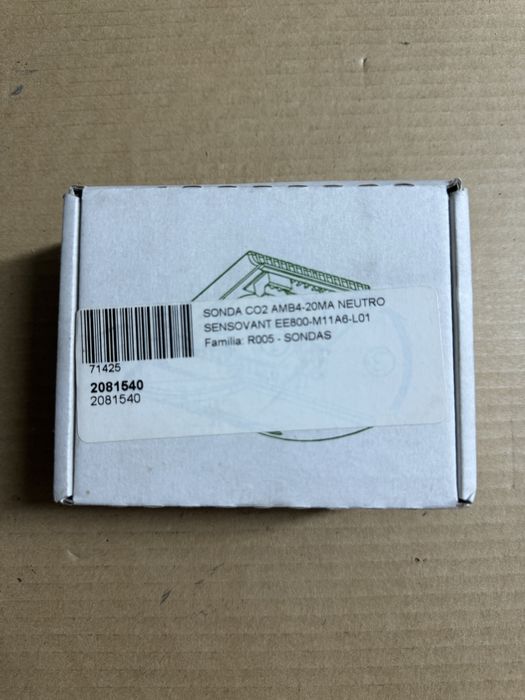 SONDA CO2 AMB4-20MA NEUTRO
SENSOVANT EE800-M11A6-L01
Familia: R005 - SONDAS
71425
2081540
2081540